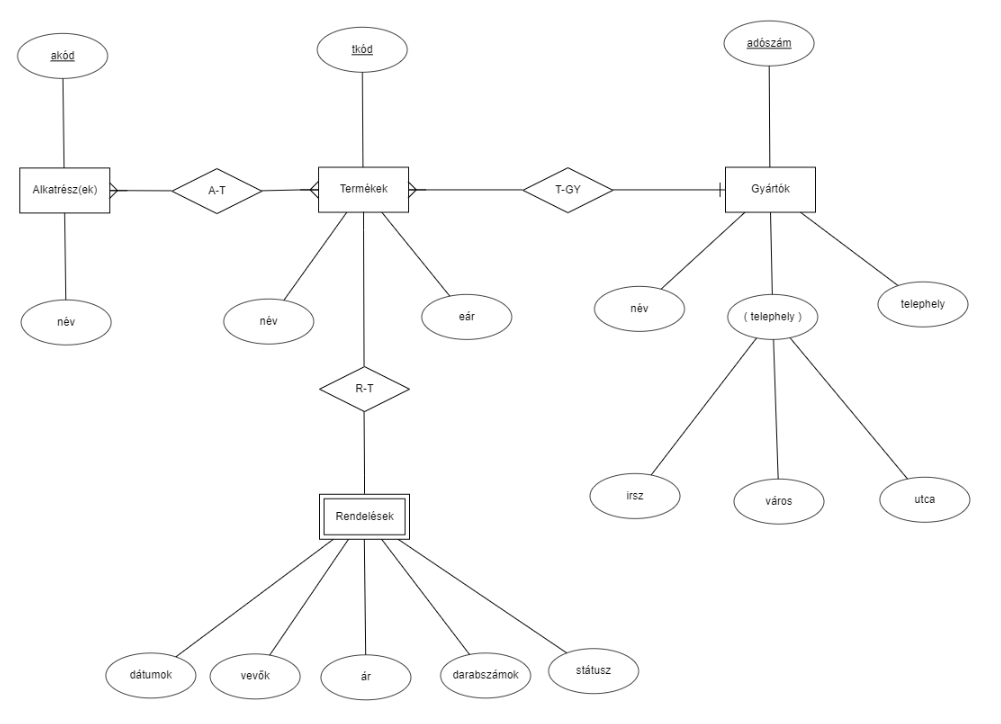 akód
tkód
adószám
Alkatrész(ek)
A-T
Termékek
T-GY
Gyártók
név
név
eár
név
( telephely )
telephely
R-T
irsz
város
utca
Rendelések
dátumok
vevők
ár
darabszámok
státusz